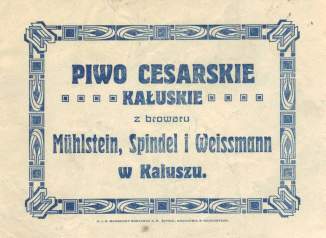 PIWO CESARSKIE
KAŁUSKIE
z browaru
Mühlstein, Spindel i Weissmann
w Kałuszu.